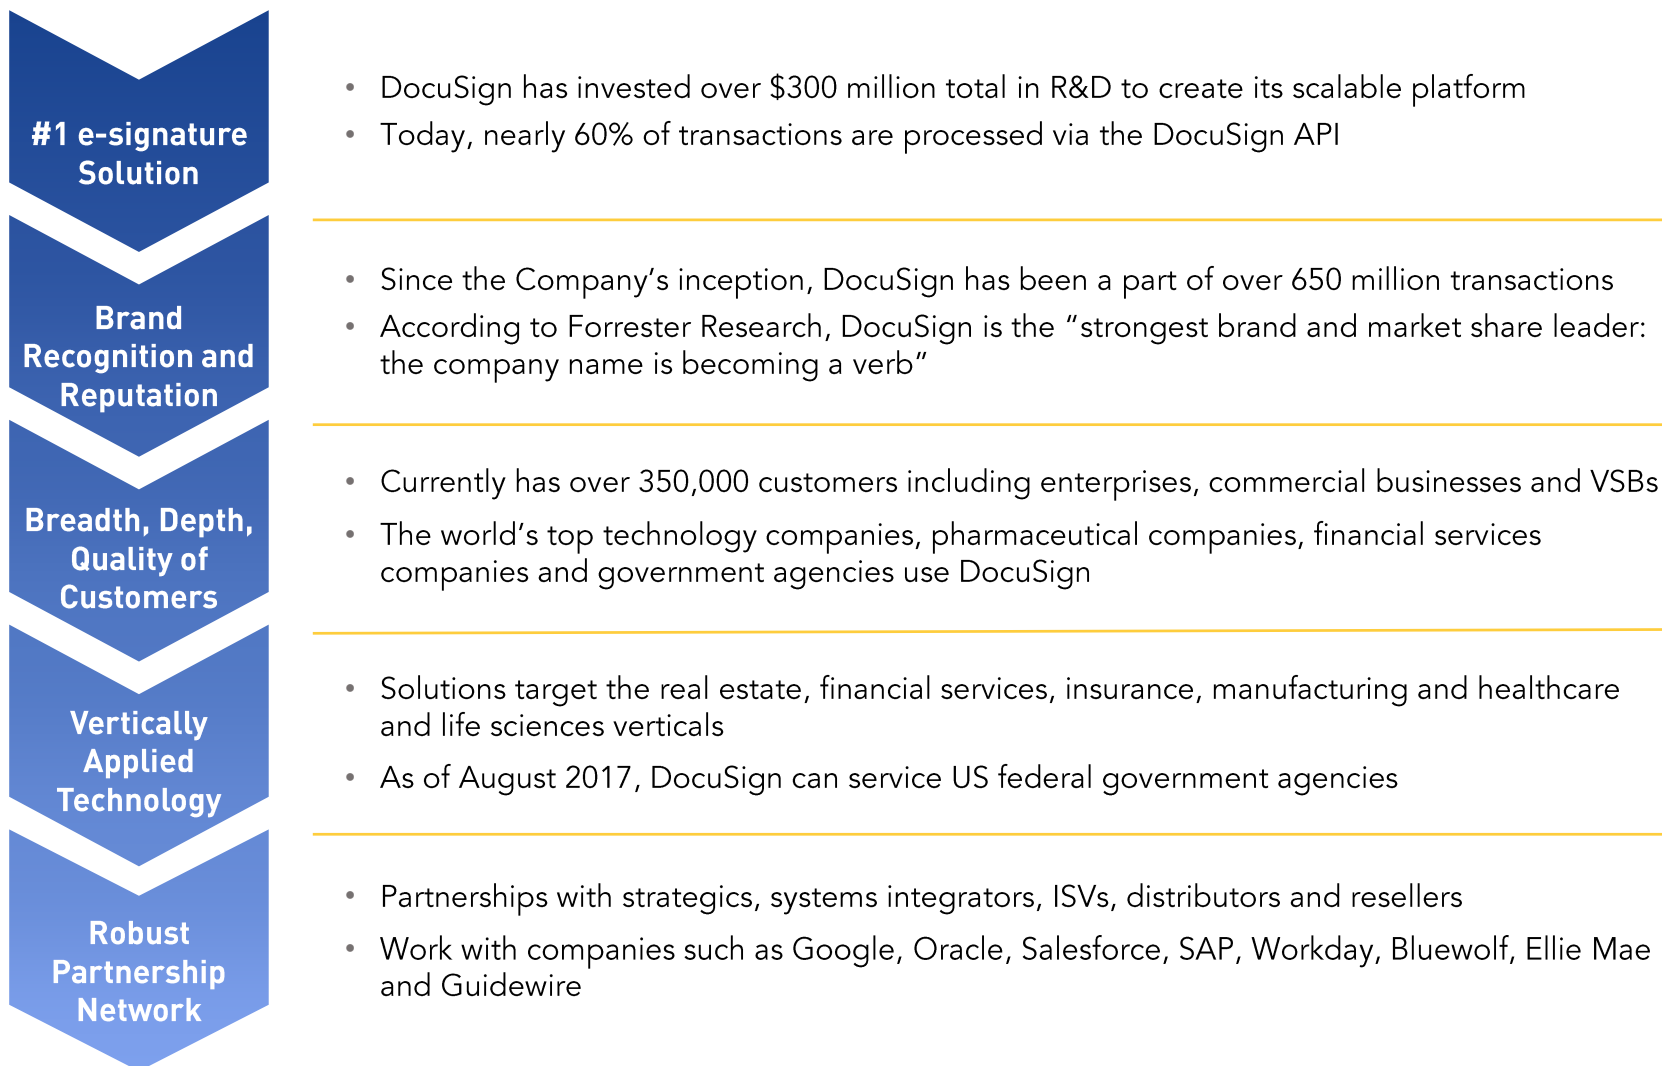 #1 e-signature
Solution
• DocuSign has invested over $300 million total in R&D to create its scalable platform
• Today, nearly 60% of transactions are processed via the DocuSign API
Brand
Recognition and
Reputation
• Since the Company’s inception, DocuSign has been a part of over 650 million transactions
• According to Forrester Research, DocuSign is the “strongest brand and market share leader:
the company name is becoming a verb”
Breadth, Depth,
Quality of
Customers
• Currently has over 350,000 customers including enterprises, commercial businesses and VSBs
• The world’s top technology companies, pharmaceutical companies, financial services
companies and government agencies use DocuSign
Vertically
Applied
Technology
• Solutions target the real estate, financial services, insurance, manufacturing and healthcare
and life sciences verticals
• As of August 2017, DocuSign can service US federal government agencies
Robust
Partnership
Network
• Partnerships with strategics, systems integrators, ISVs, distributors and resellers
• Work with companies such as Google, Oracle, Salesforce, SAP, Workday, Bluewolf, Ellie Mae
and Guidewire